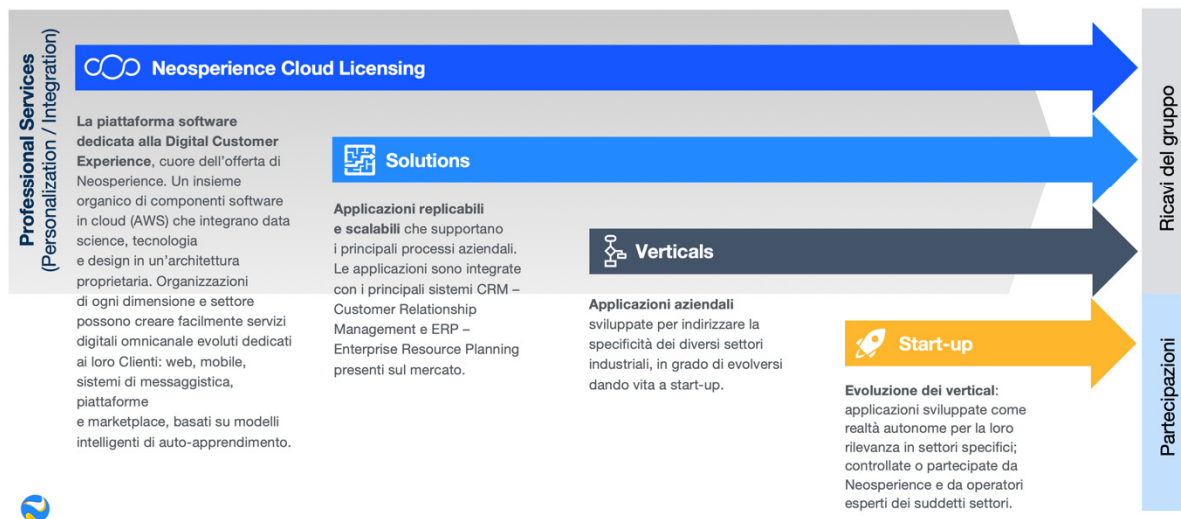 Professional Services
(Personalization / Integration)
Neosperience Cloud Licensing
La piattaforma software
dedicata alla Digital Customer
Experience, cuore dell'offerta di
Neosperience. Un insieme
organico di componenti software
in cloud (AWS) che integrano data
science, tecnologia
e design in un'architettura
proprietaria. Organizzazioni
di ogni dimensione e settore
possono creare facilmente servizi
digitali omnicanale evoluti dedicati
ai loro Clienti: web, mobile,
sistemi di messaggistica,
piattaforme
e marketplace, basati su modelli
intelligenti di auto-apprendimento.
Solutions
Applicazioni replicabili
e scalabili che supportano
i principali processi aziendali.
Le applicazioni sono integrate
con i principali sistemi CRM –
Customer Relationship
Management e ERP –
Enterprise Resource Planning
presenti sul mercato.
Verticals
Applicazioni aziendali
sviluppate per indirizzare la
specificità dei diversi settori
industriali, in grado di evolversi
dando vita a start-up.
Start-up
Evoluzione dei vertical:
applicazioni sviluppate come
realtà autonome per la loro
rilevanza in settori specifici;
controllate o partecipate da
Neosperience e da operatori
esperti dei suddetti settori.
Ricavi del gruppo
Partecipazioni